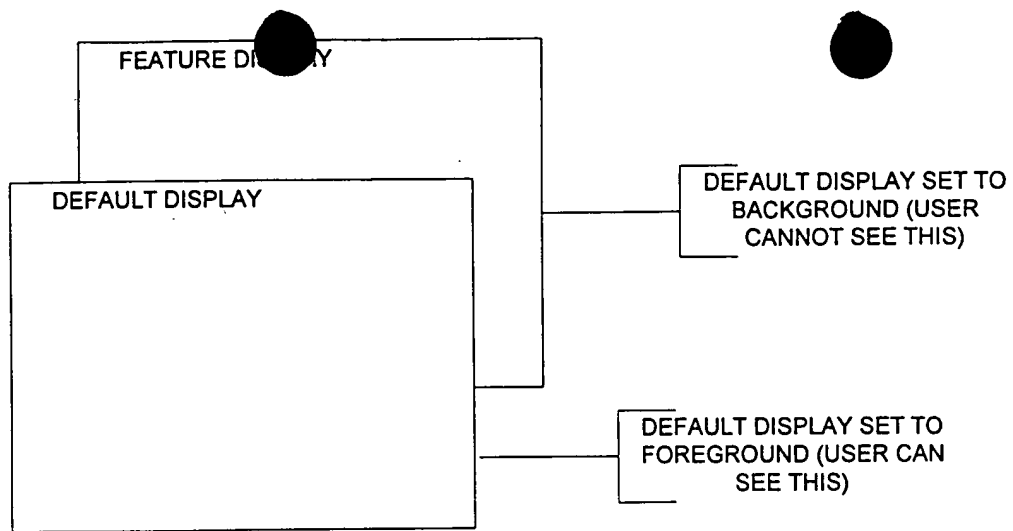 FEATURE
DEFAULT DISPLAY
DEFAULT DISPLAY SET TO
BACKGROUND (USER
CANNOT SEE THIS)
DEFAULT DISPLAY SET TO
FOREGROUND (USER CAN
SEE THIS)